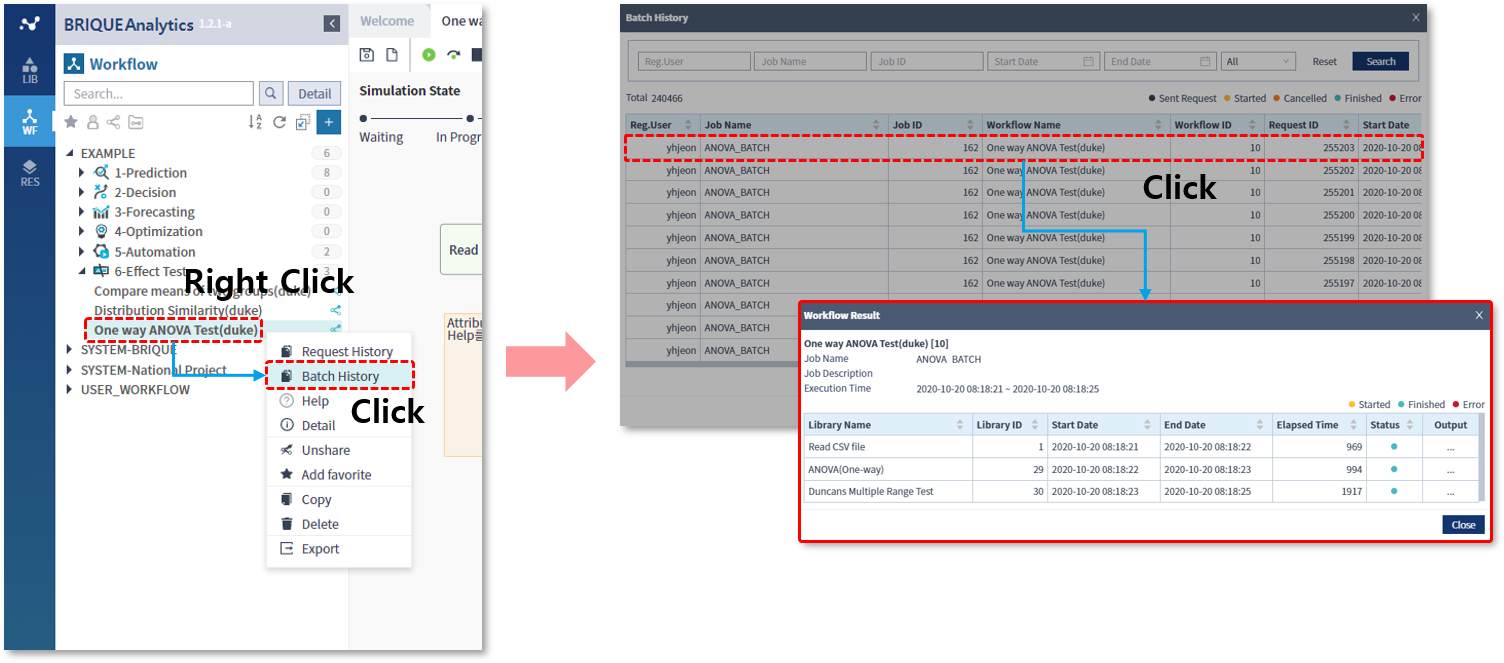 BRIQUE Analytics 1.2.1-a
LIB
WF
RES
Workflow
Search...
Detail
EXAMPLE 6
1-Prediction 8
2-Decision 0
3-Forecasting 0
4-Optimization 0
5-Automation 2
6-Effect Test 3
Right Click
Compare means of two groups(duke)
Distribution Similarity(duke)
One way ANOVA Test(duke)
SYSTEM-BRIQUE
SYSTEM-National Project
USER_WORKFLOW
Request History
Batch History
Click
Help
Detail
Unshare
Add favorite
Copy
Delete
Export
Welcome
One wa
Simulation State
Waiting
In Progr
Read
Attribu
Help를
Batch History X
Reg.User
Job Name
Job ID
Start Date
End Date
All
Reset
Search
Total 240466
Sent Request Started Cancelled Finished Error
Reg.User Job Name Job ID Workflow Name Workflow ID Request ID Start Date
yhjeon ANOVA_BATCH 162 One way ANOVA Test(duke) 10 255203 2020-10-20 08
yhjeon ANOVA_BATCH 162 One way ANOVA Test(duke) 10 255202 2020-10-20 08
Click
yhjeon ANOVA_BATCH 162 One way ANOVA Test(duke) 10 255201 2020-10-20 08
yhjeon ANOVA_BATCH 162 One way ANOVA Test(duke) 10 255200 2020-10-20 08
yhjeon ANOVA_BATCH 162 One way ANOVA Test(duke) 10 255199 2020-10-20 08
yhjeon ANOVA_BATCH 162 One way ANOVA Test(duke) 10 255198 2020-10-20 08
yhjeon ANOVA_BATCH 162 One way ANOVA Test(duke) 10 255197 2020-10-20 08
yhjeon ANOVA_BATCH
yhjeon ANOVA_BATCH
yhjeon ANOVA_BATCH
Workflow Result X
One way ANOVA Test(duke) [10]
Job Name ANOVA BATCH
Job Description
Execution Time 2020-10-20 08:18:21 ~ 2020-10-20 08:18:25
Started Finished Error
Library Name Library ID Start Date End Date Elapsed Time Status Output
Read CSV file 1 2020-10-20 08:18:21 2020-10-20 08:18:22 969 ...
ANOVA(One-way) 29 2020-10-20 08:18:22 2020-10-20 08:18:23 994 ...
Duncans Multiple Range Test 30 2020-10-20 08:18:23 2020-10-20 08:18:25 1917 ...
Close